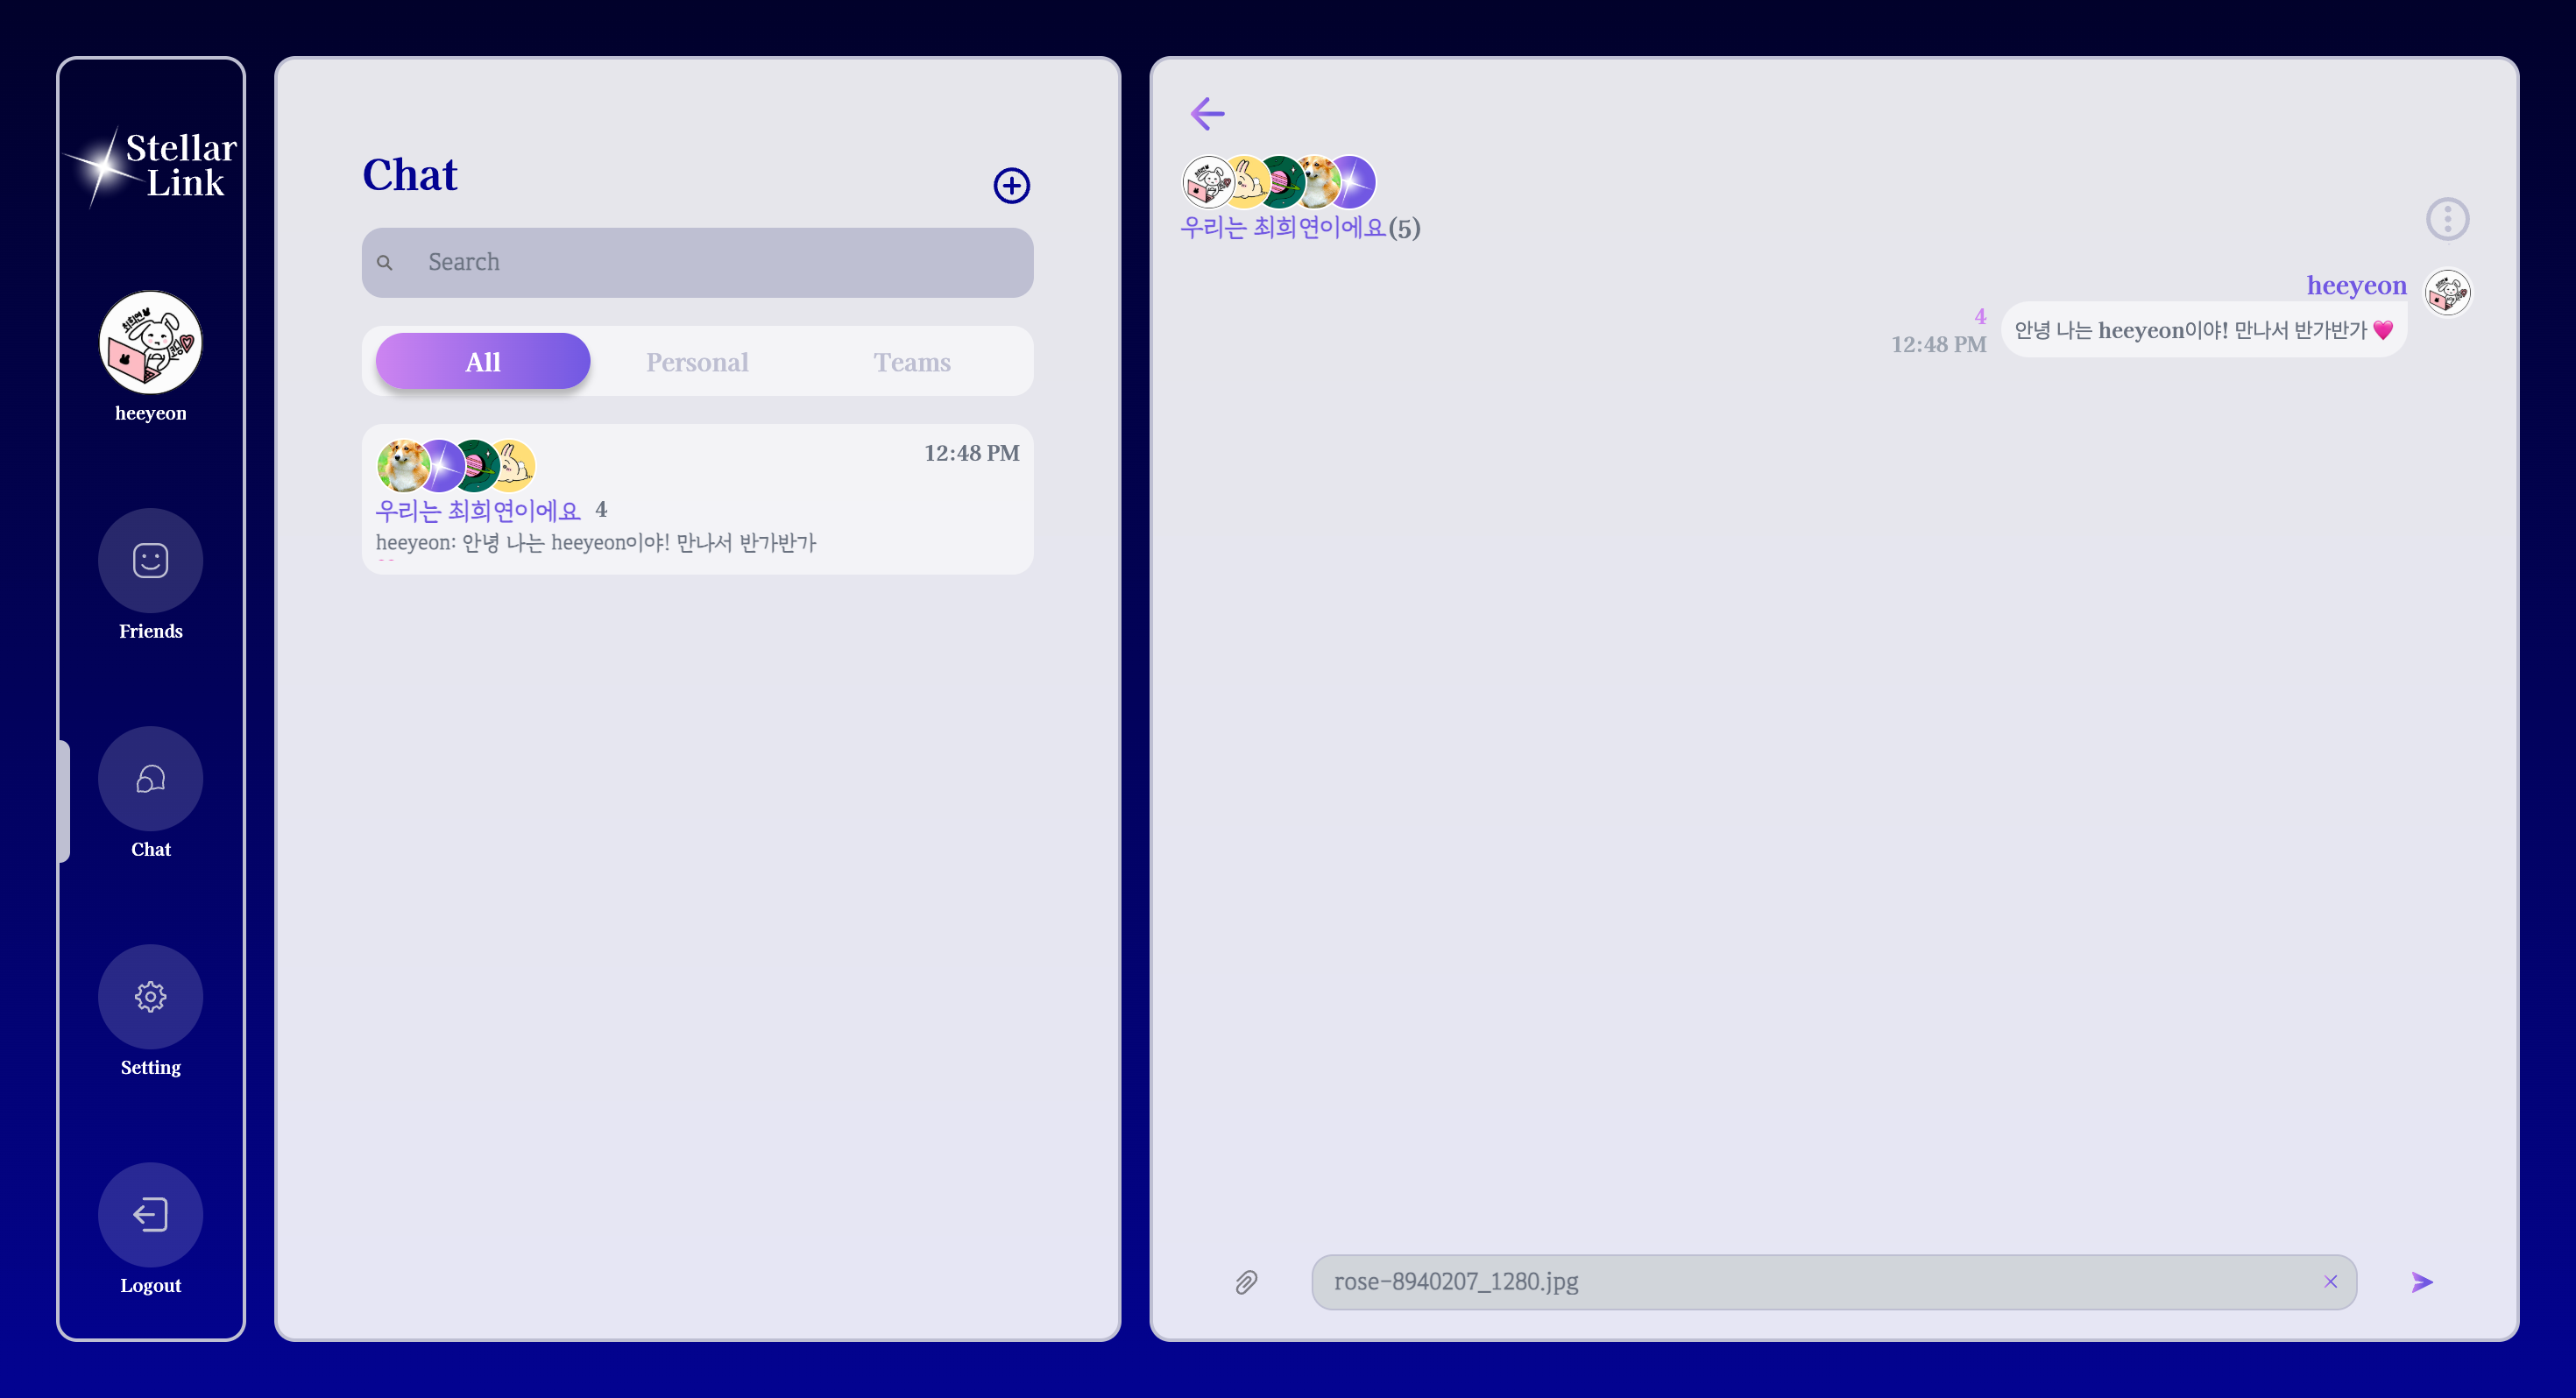 Stellar
Link
최희연
heeyeon
Friends
Chat
Setting
Logout
Chat
Search
All Personal Teams
12:48 PM
우리는 최희연이에요 4
heeyeon: 안녕 나는 heeyeon이야! 만나서 반가반가
우리는 최희연이에요(5)
heeyeon
4
12:48 PM
안녕 나는 heeyeon이야! 만나서 반가반가 💗
rose-8940207_1280.jpg